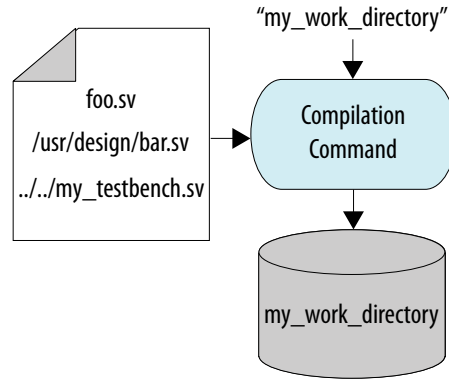 “my_work_directory”
foo.sv
/usr/design/bar.sv
../../my_testbench.sv
Compilation
Command
my_work_directory